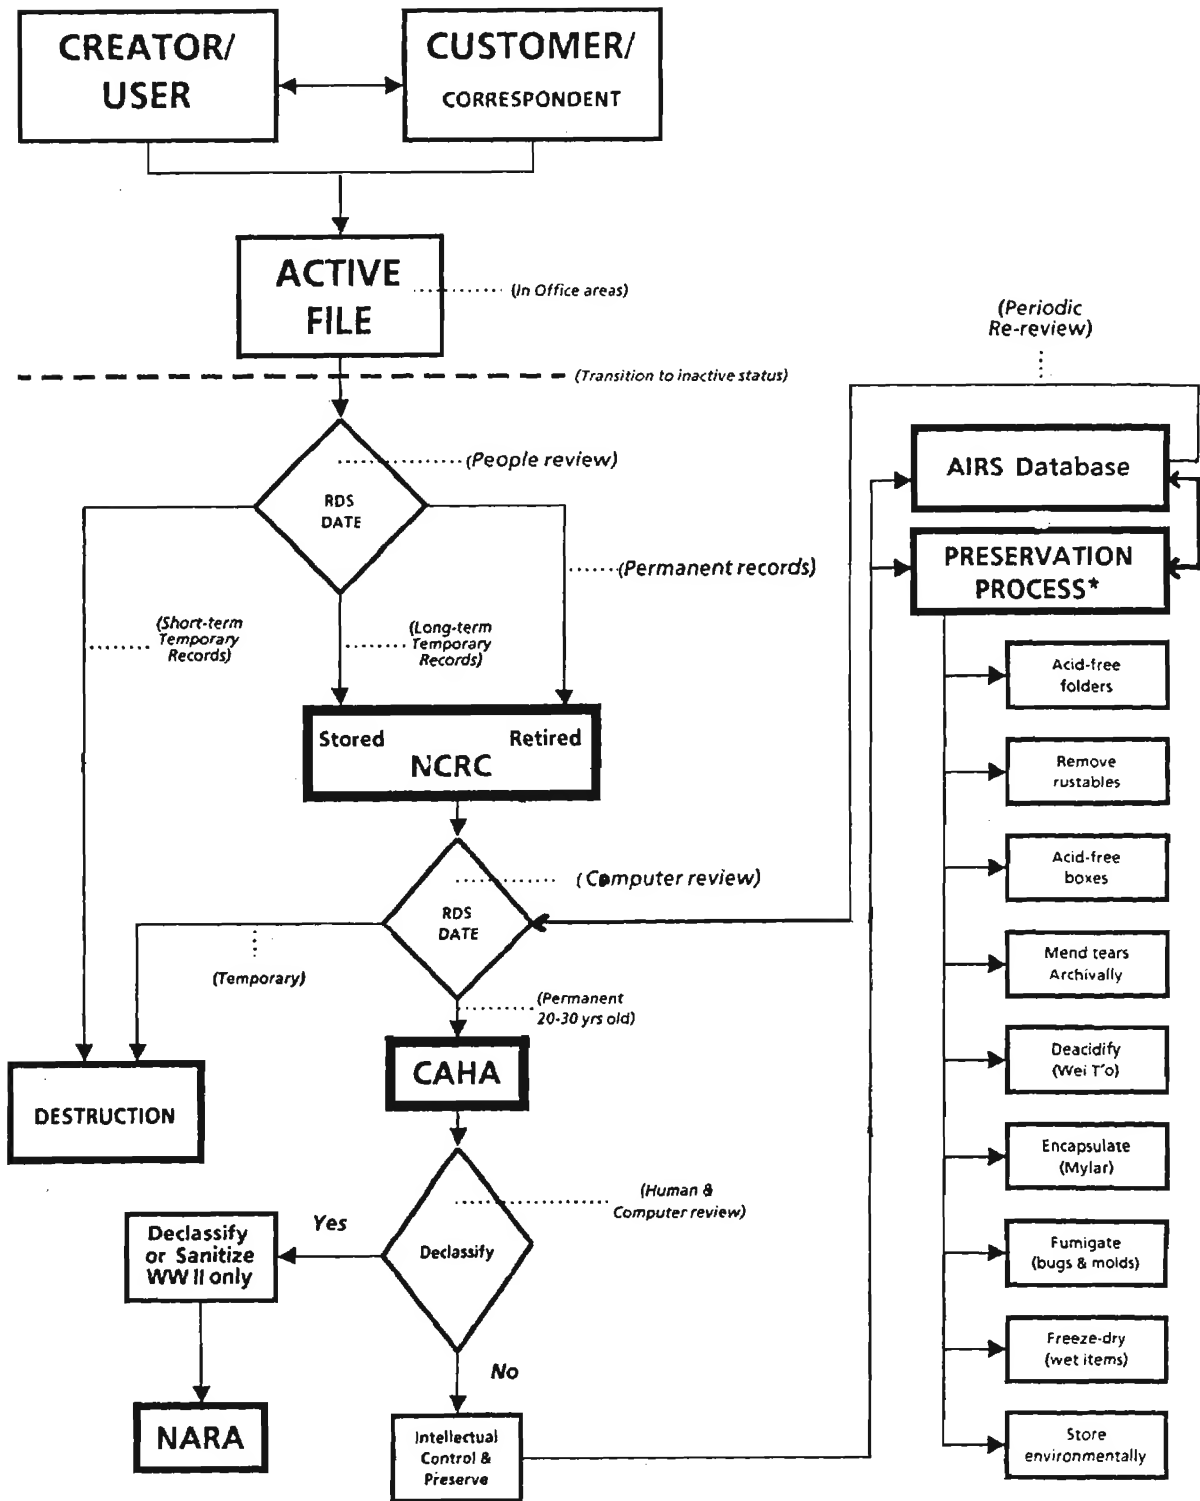 CREATOR/
USER
CUSTOMER/
CORRESPONDENT
ACTIVE
FILE
(In Office areas)
(Transition to inactive status)
(Periodic
Re-review)
(People review)
RDS
DATE
AIRS Database
PRESERVATION
PROCESS*
(Permanent records)
(Short-term
Temporary
Records)
(Long-term
Temporary
Records)
Stored
Retired
NCRC
(Computer review)
RDS
DATE
(Temporary)
(Permanent
20-30 yrs old)
CAHA
DESTRUCTION
(Human &
Computer review)
Declassify
Yes
Declassify
or Sanitize
WW II only
No
NARA
Intellectual
Control &
Preserve
Acid-free
folders
Remove
rustables
Acid-free
boxes
Mend tears
Archivally
Deacidify
(Wei T'o)
Encapsulate
(Mylar)
Fumigate
(bugs & molds)
Freeze-dry
(wet items)
Store
environmentally